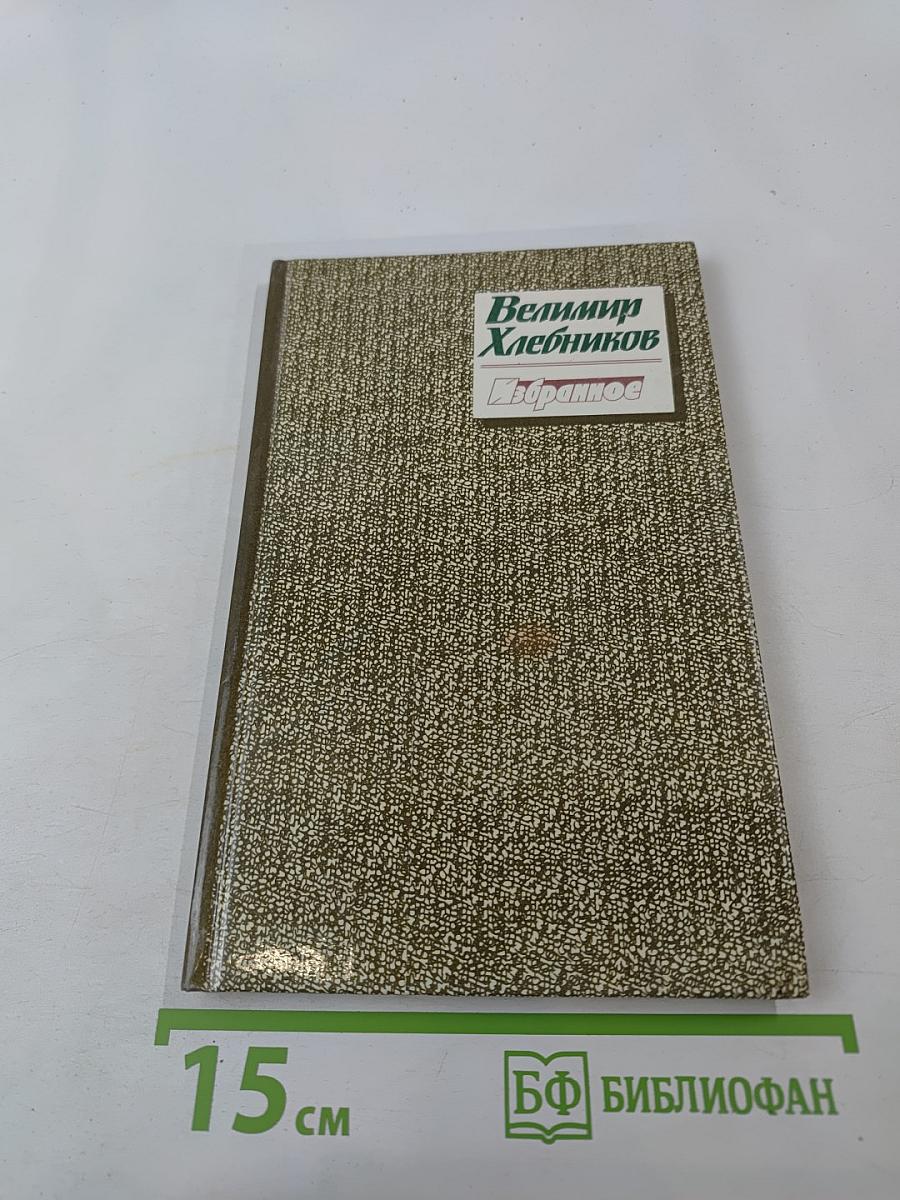 Велимир
Хлебников
Избранное
15 см
БФ БИБЛИОФАН